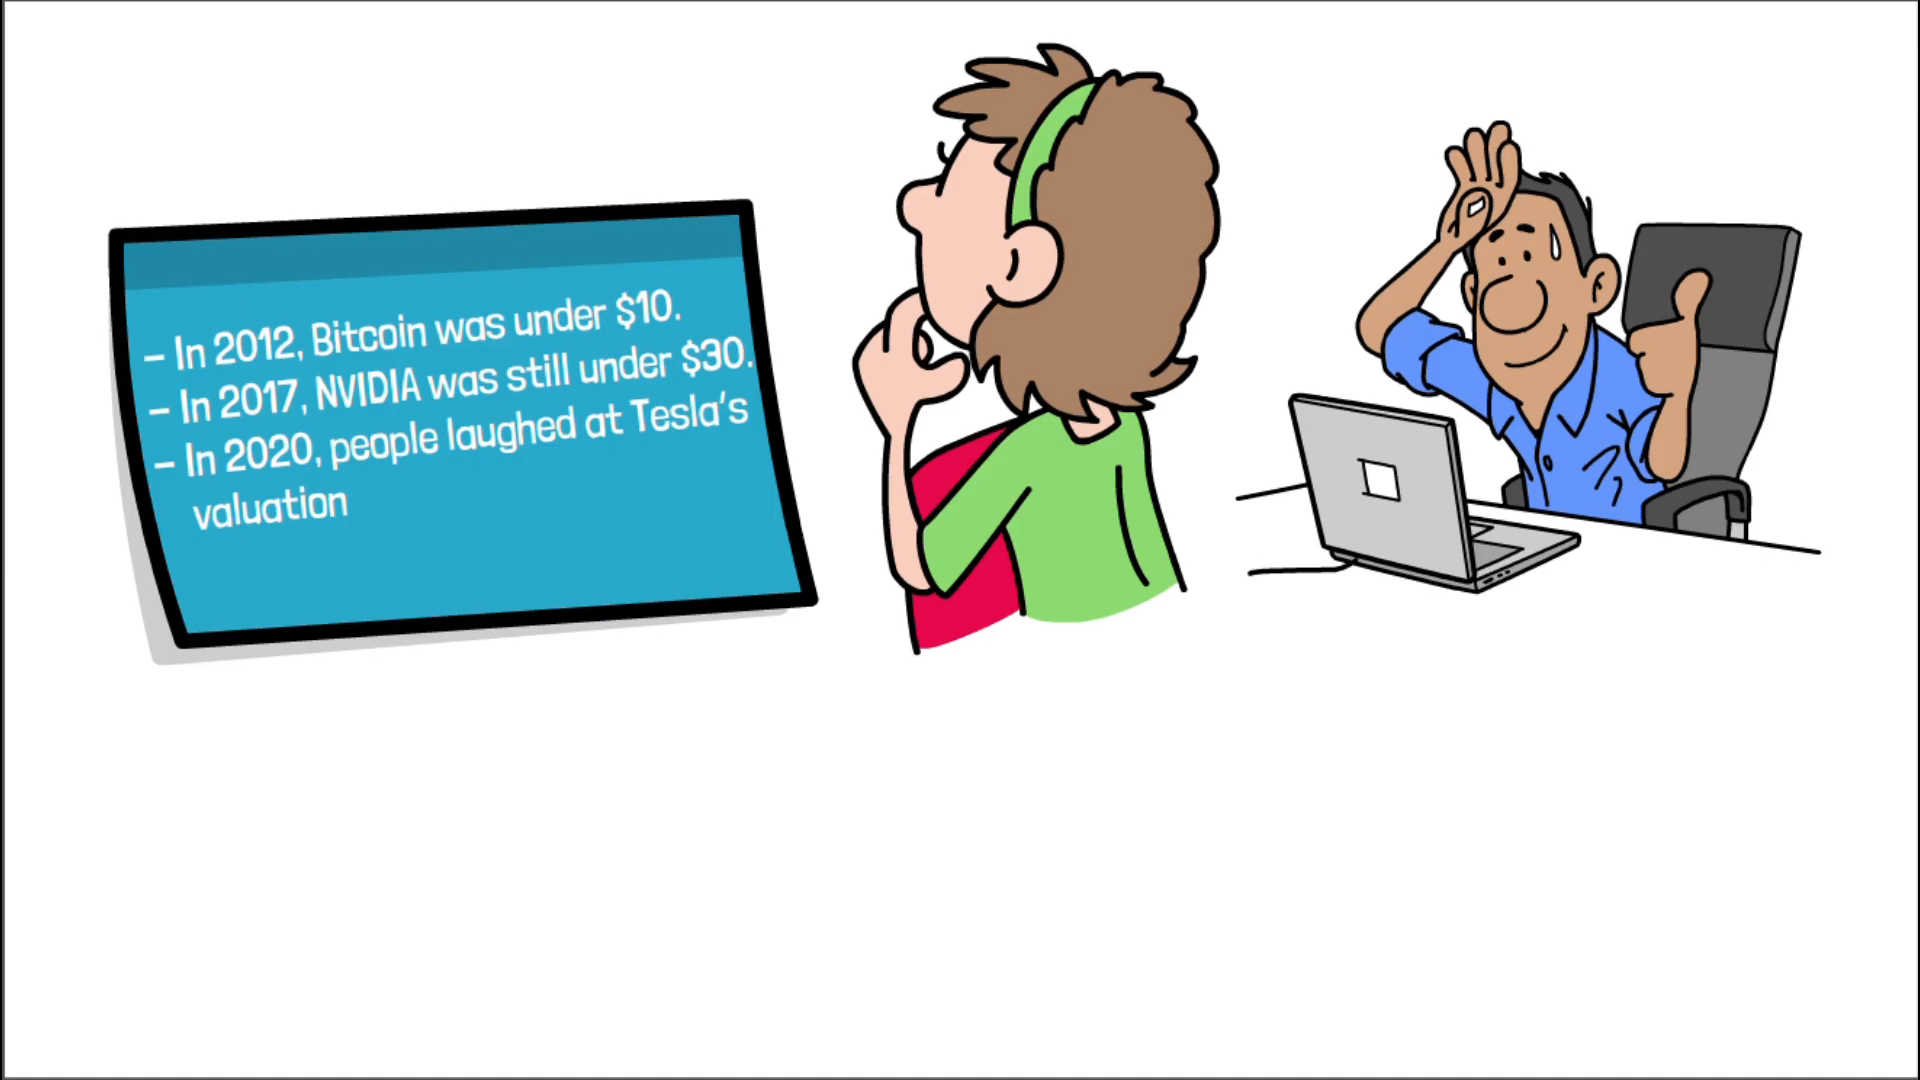 – In 2012, Bitcoin was under $10.
– In 2017, NVIDIA was still under $30.
– In 2020, people laughed at Tesla's
valuation